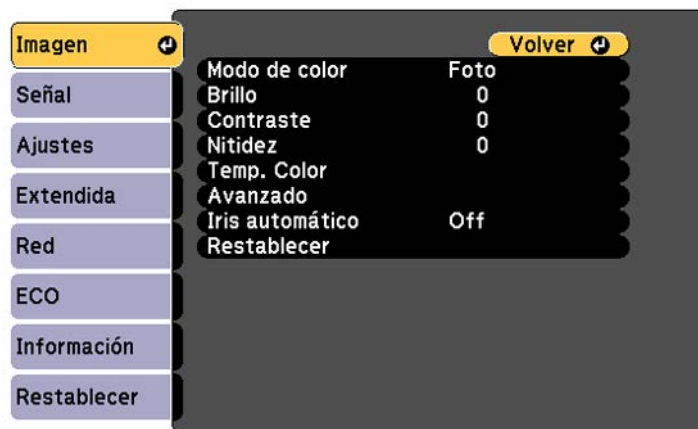 Imagen
Señal
Ajustes
Extendida
Red
ECO
Información
Restablecer
Volver
Modo de color Foto
Brillo 0
Contraste 0
Nitidez 0
Temp. Color
Avanzado
Iris automático Off
Restablecer